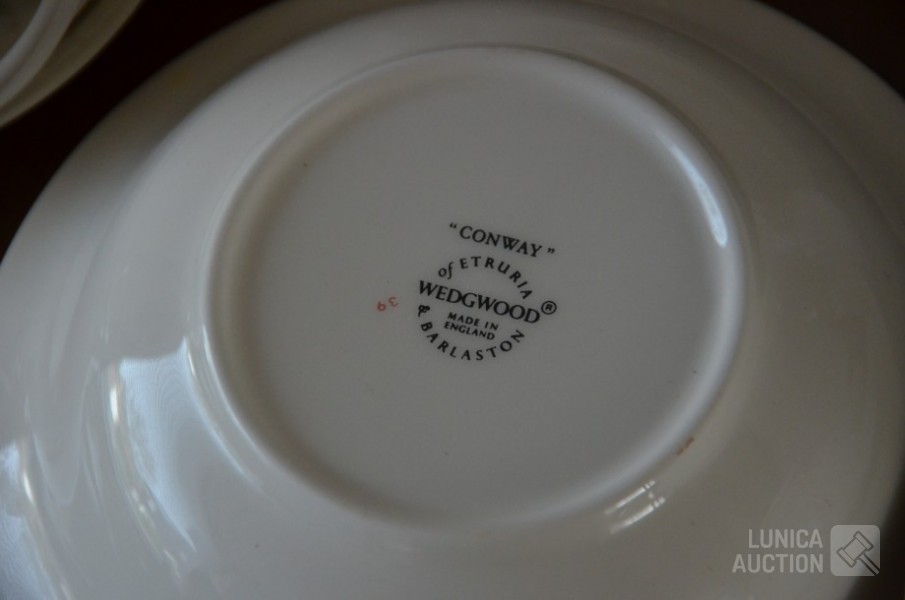 "CONWAY"
of ETRURIA
WEDGWOOD®
MADE IN
ENGLAND
& BARLASTON
39
LUNICA
AUCTION